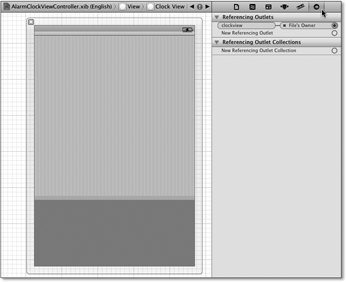 AlarmClockViewController.xib (English) View Clock View
Referencing Outlets
clockview File's Owner
New Referencing Outlet
Referencing Outlet Collections
New Referencing Outlet Collection